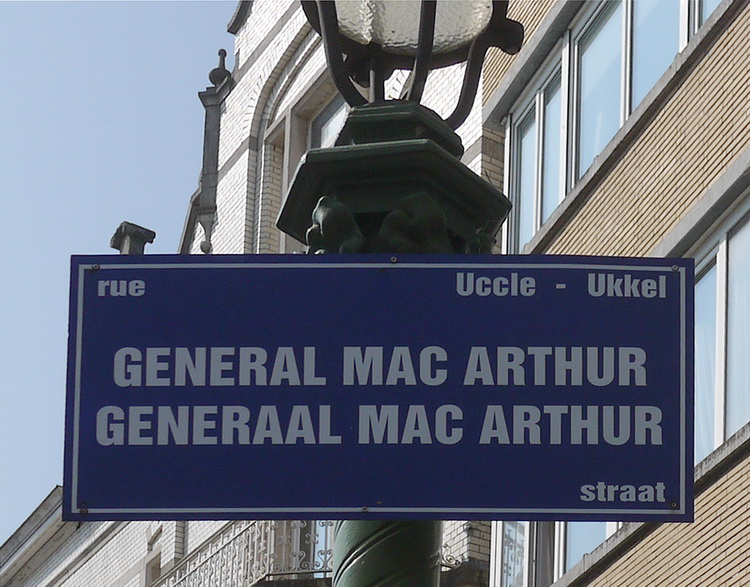 rue Uccle - Ukkel
GENERAL MAC ARTHUR
GENERAAL MAC ARTHUR
straat